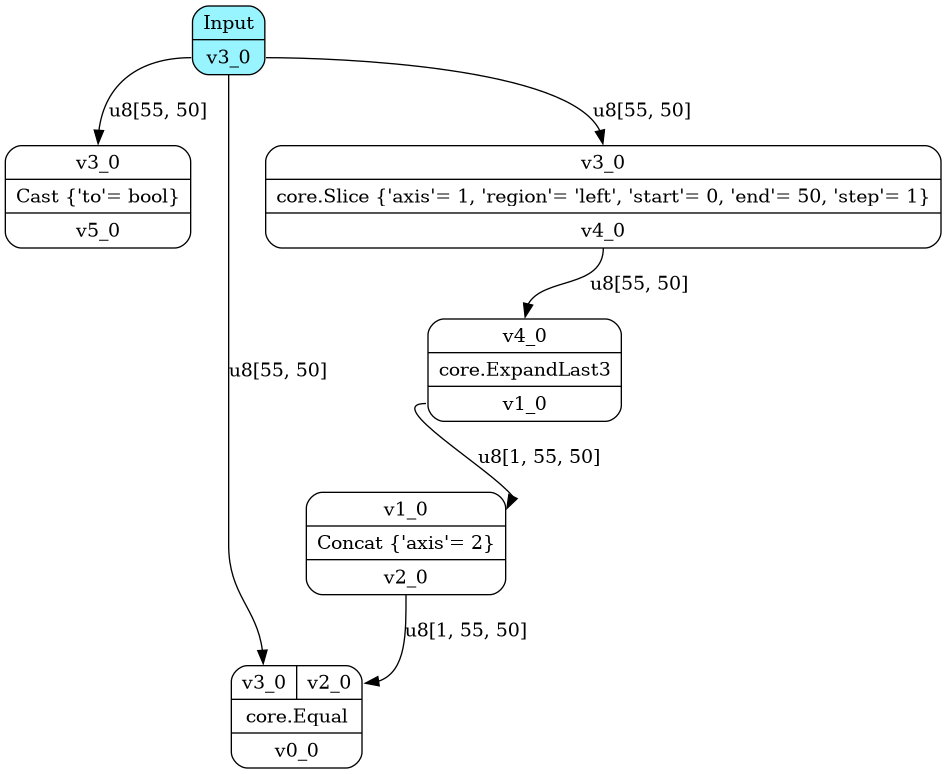 Input
v3_0
u8[55, 50]
u8[55, 50]
v3_0
Cast {'to'= bool}
v5_0
v3_0
core.Slice {'axis'= 1, 'region'= 'left', 'start'= 0, 'end'= 50, 'step'= 1}
v4_0
u8[55, 50]
v4_0
core.ExpandLast3
v1_0
u8[55, 50]
u8[1, 55, 50]
v1_0
Concat {'axis'= 2}
v2_0
u8[1, 55, 50]
v3_0 v2_0
core.Equal
v0_0